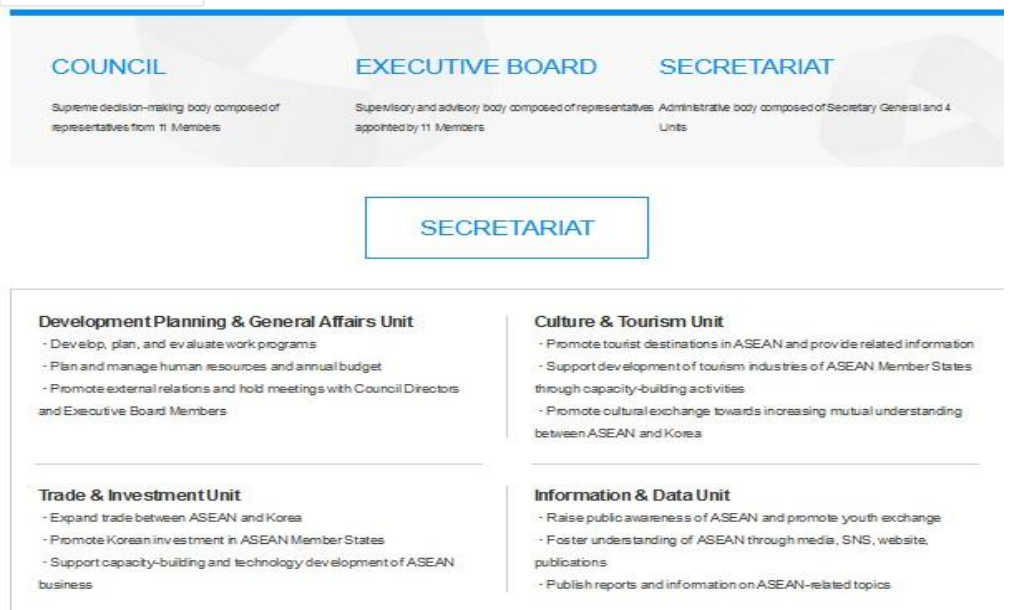 COUNCIL
Supreme decision-making body composed of
representatives from 11 Members
EXECUTIVE BOARD
Supervisory and advisory body composed of representatives
appointed by 11 Members
SECRETARIAT
Administrative body composed of Secretary General and 4
Units
SECRETARIAT
Development Planning & General Affairs Unit
- Develop, plan, and evaluate work programs
- Plan and manage human resources and annual budget
- Promote external relations and hold meetings with Council Directors
and Executive Board Members
Culture & Tourism Unit
- Promote tourist destinations in ASEAN and provide related information
- Support development of tourism industries of ASEAN Member States
through capacity-building activities
- Promote cultural exchange towards increasing mutual understanding
between ASEAN and Korea
Trade & Investment Unit
- Expand trade between ASEAN and Korea
- Promote Korean investment in ASEAN Member States
- Support capacity-building and technology development of ASEAN
business
Information & Data Unit
- Raise public awareness of ASEAN and promote youth exchange
- Foster understanding of ASEAN through media, SNS, website,
publications
- Publish reports and information on ASEAN-related topics